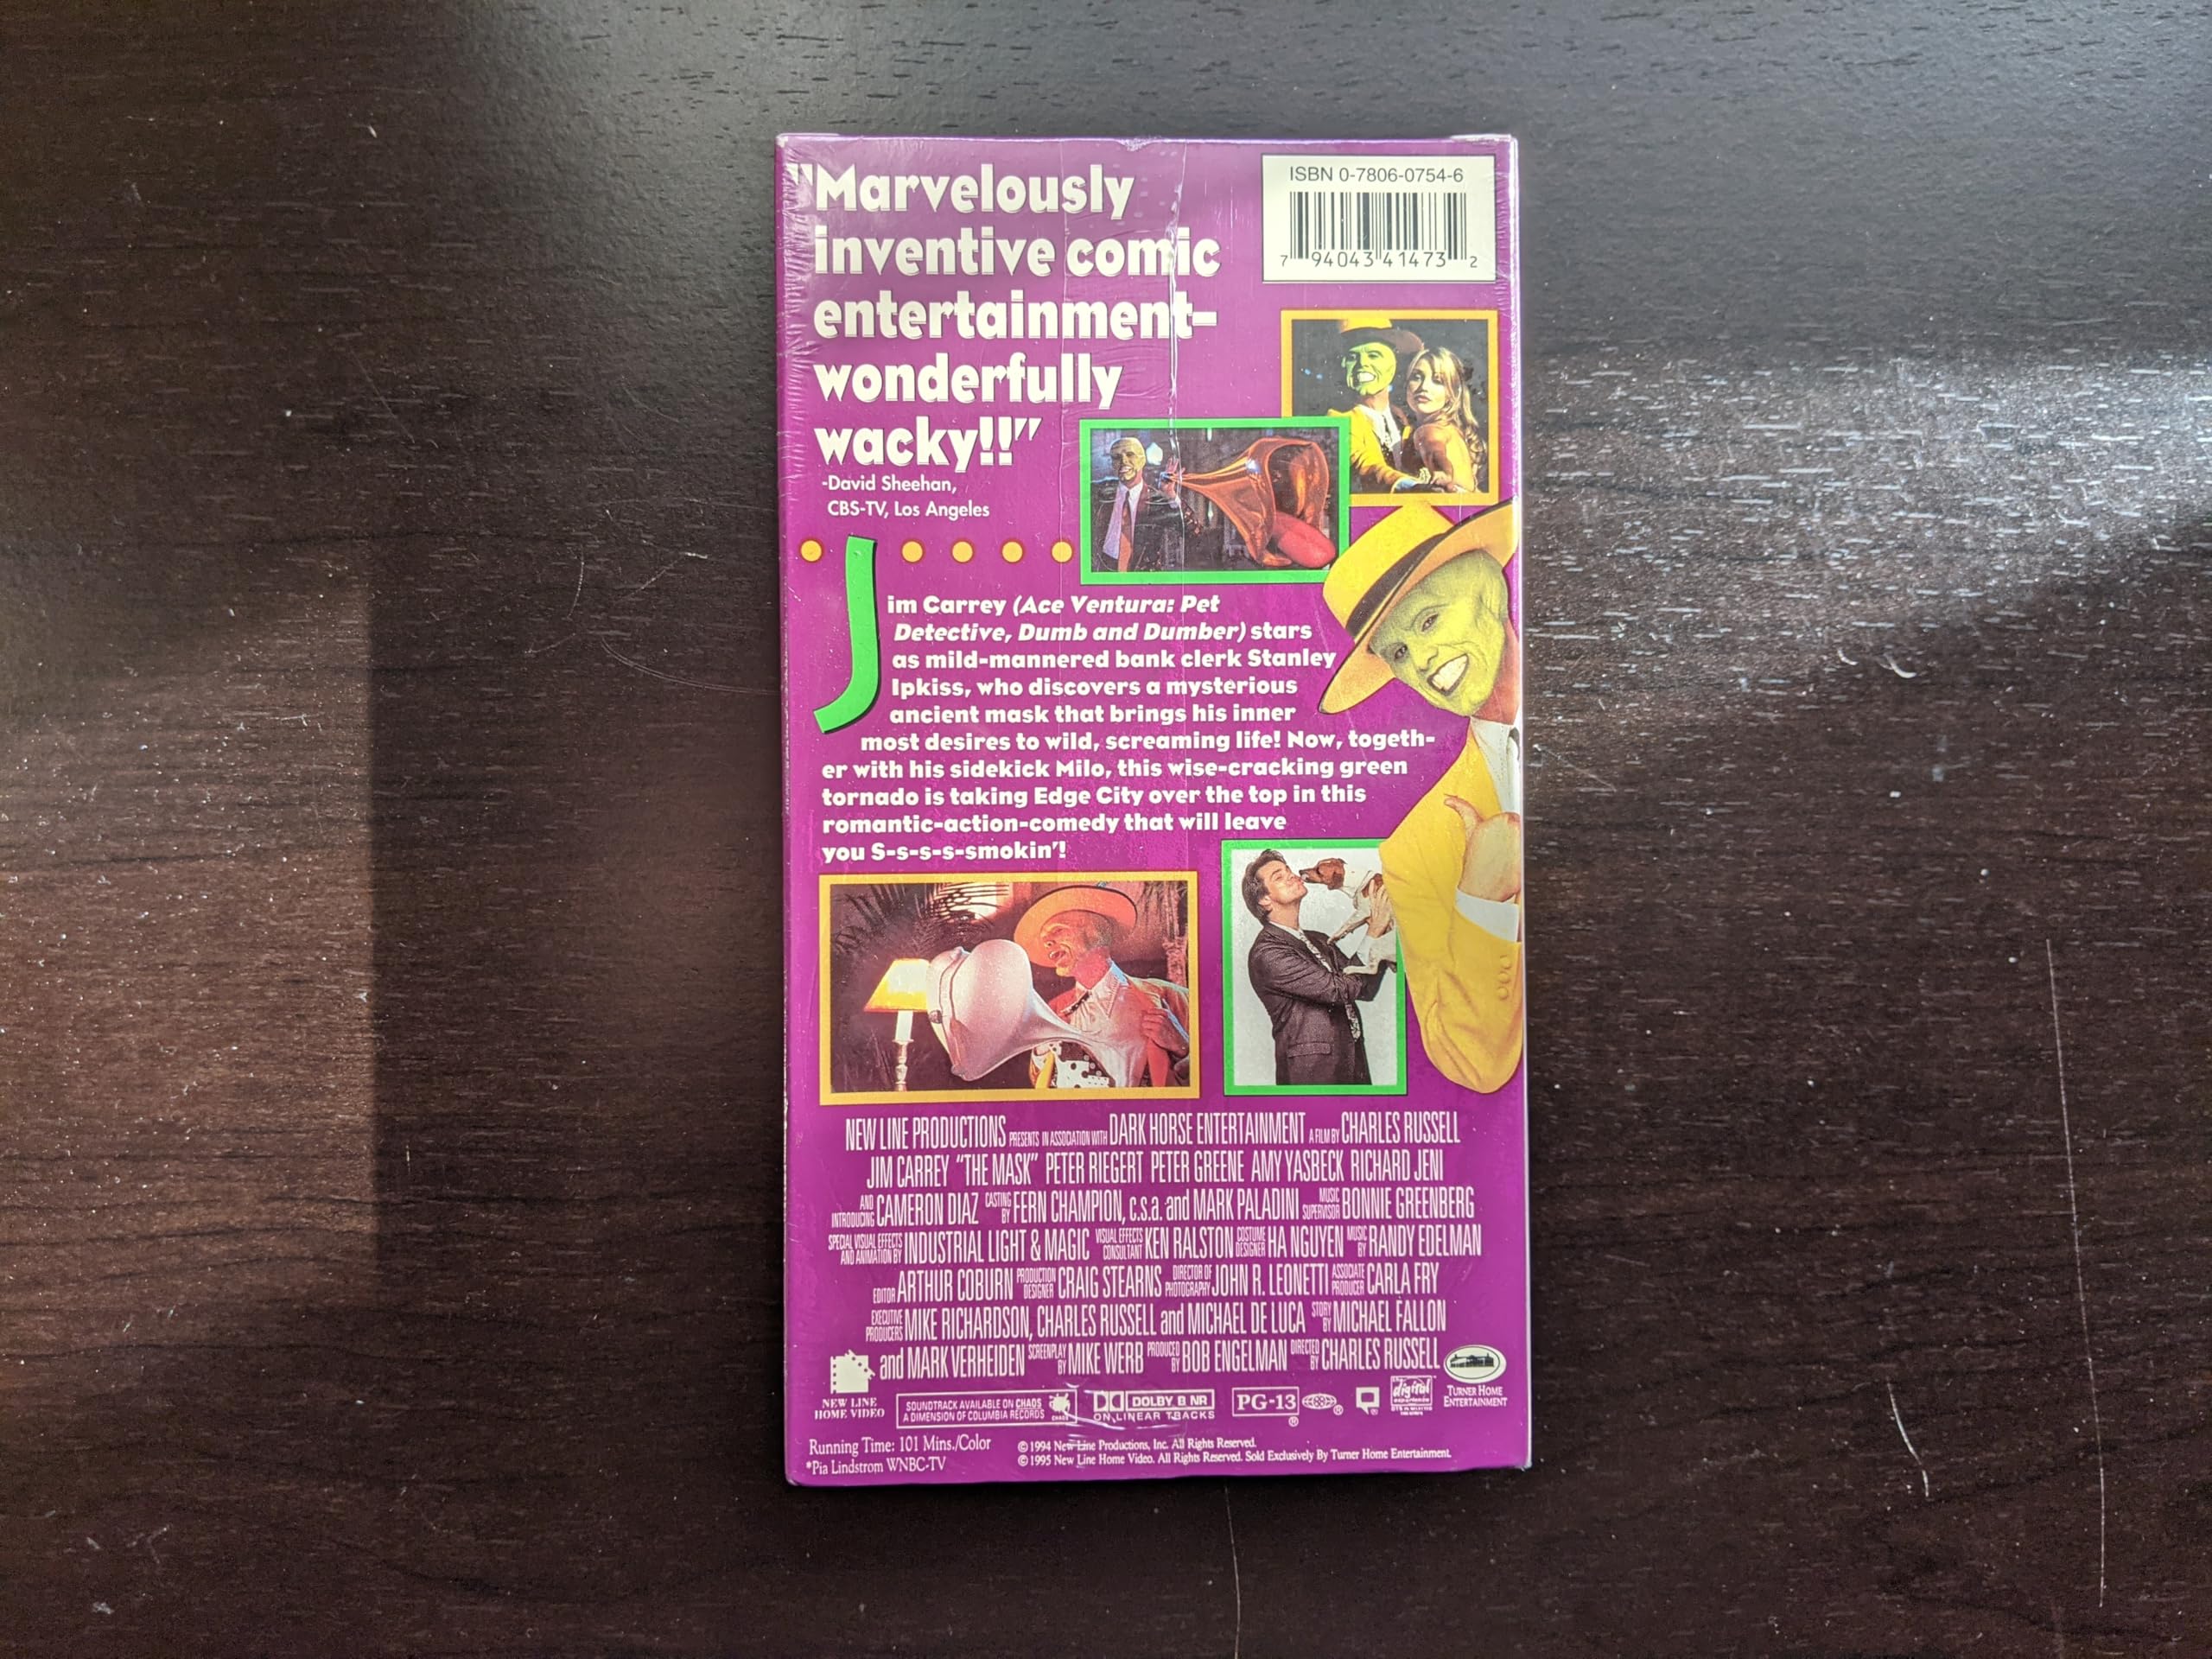 "Marvelously
inventive comic
entertainment-
wonderfully
wacky!!"
-David Sheehan,
CBS-TV, Los Angeles
ISBN 0-7806-0754-6
7 94043 41473 2
Jim Carrey (Ace Ventura: Pet
Detective, Dumb and Dumber) stars
as mild-mannered bank clerk Stanley
Ipkiss, who discovers a mysterious
ancient mask that brings his inner
most desires to wild, screaming life! Now, togeth-
er with his sidekick Milo, this wise-cracking green
tornado is taking Edge City over the top in this
romantic-action-comedy that will leave
you S-s-s-s-smokin'!
NEW LINE PRODUCTIONS PRESENTS IN ASSOCIATION WITH DARK HORSE ENTERTAINMENT A FILM BY CHARLES RUSSELL
JIM CARREY "THE MASK" PETER RIEGERT PETER GREENE AMY YASBECK RICHARD JENI
AND INTRODUCING CAMERON DIAZ CASTING BY FERN CHAMPION, c.s.a. and MARK PALADINI MUSIC SUPERVISOR BONNIE GREENBERG
SPECIAL VISUAL EFFECTS AND ANIMATION BY INDUSTRIAL LIGHT & MAGIC VISUAL EFFECTS CONSULTANT KEN RALSTON COSTUME DESIGNER HA NGUYEN MUSIC BY RANDY EDELMAN
EDITOR ARTHUR COBURN PRODUCTION DESIGNER CRAIG STEARNS DIRECTOR OF PHOTOGRAPHY JOHN R. LEONETTI ASSOCIATE PRODUCER CARLA FRY
EXECUTIVE PRODUCERS MIKE RICHARDSON, CHARLES RUSSELL and MICHAEL DE LUCA STORY BY MICHAEL FALLON
and MARK VERHEIDEN SCREENPLAY BY MIKE WERB PRODUCED BY BOB ENGELMAN DIRECTED BY CHARLES RUSSELL
NEW LINE
HOME VIDEO
SOUNDTRACK AVAILABLE ON CHAOS
A DIMENSION OF COLUMBIA RECORDS
CHAOS
DOLBY B NR
ON LINEAR TRACKS
PG-13 ®
digital
TURNER HOME
ENTERTAINMENT
Running Time: 101 Mins./Color
*Pia Lindstrom WNBC-TV
©1994 New Line Productions, Inc. All Rights Reserved.
©1995 New Line Home Video. All Rights Reserved. Sold Exclusively By Turner Home Entertainment.